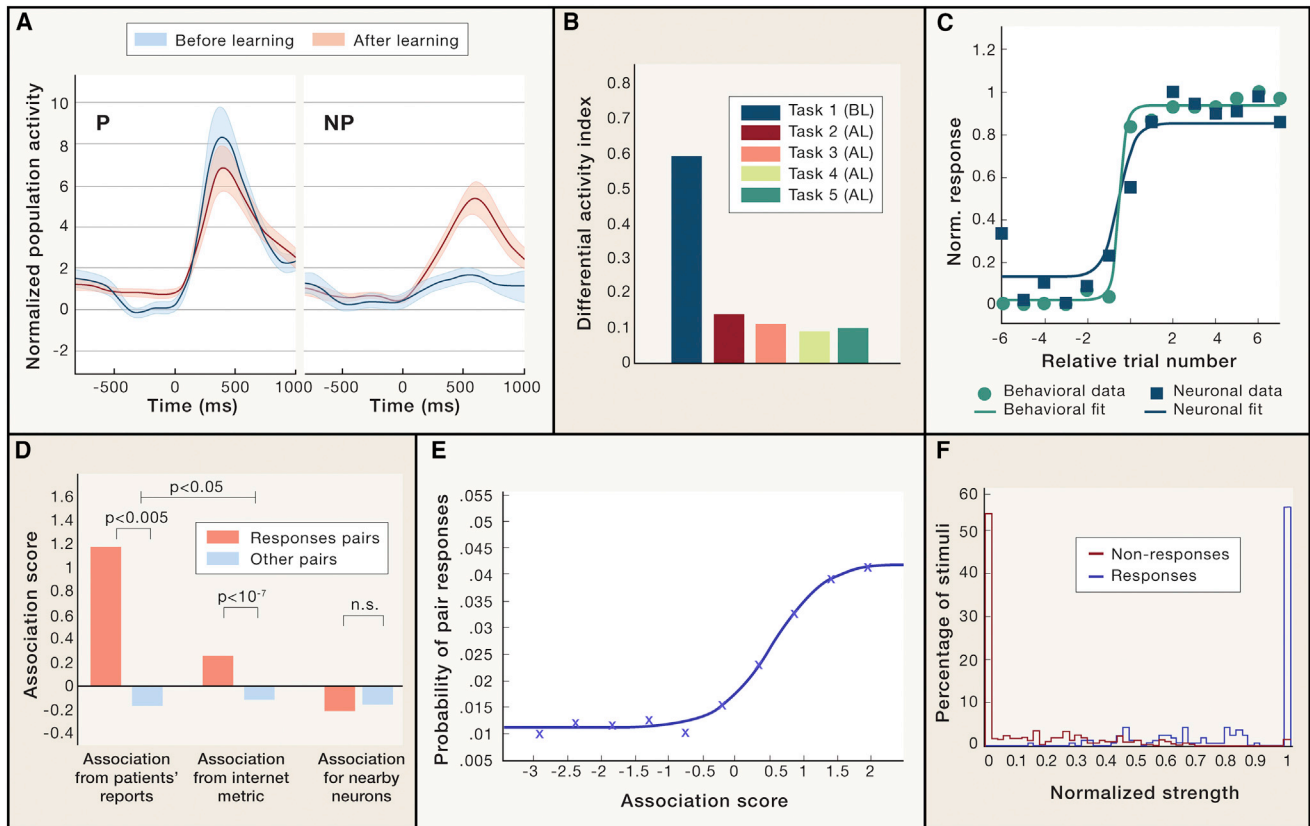 A
Before learning
After learning
P
NP
Normalized population activity
10
8
6
4
2
0
-2
-500
0
500
1000
-500
0
500
1000
Time (ms)
Time (ms)
B
Differential activity index
0.8
0.7
0.6
0.5
0.4
0.3
0.2
0.1
0
Task 1 (BL)
Task 2 (AL)
Task 3 (AL)
Task 4 (AL)
Task 5 (AL)
C
Norm. response
1.2
1
0.8
0.6
0.4
0.2
0
-6
-4
-2
0
2
4
6
Relative trial number
Behavioral data
Neuronal data
Behavioral fit
Neuronal fit
D
Association score
1.6
1.4
1.2
1
0.8
0.6
0.4
0.2
0
-0.2
-0.4
p<0.05
p<0.005
Responses pairs
Other pairs
p<10-7
n.s.
Association
from patients'
reports
Association
from internet
metric
Association
for nearby
neurons
E
Probability of pair responses
.055
.05
.045
.04
.035
.03
.025
.02
.015
.01
.005
-3
-2.5
-1.5
-1
-0.5
0
0.5
1
1.5
2
Association score
F
Percentage of stimuli
60
50
40
30
20
10
0
Non-responses
Responses
0
0.1
0.2
0.3
0.4
0.5
0.6
0.7
0.8
0.9
1
Normalized strength